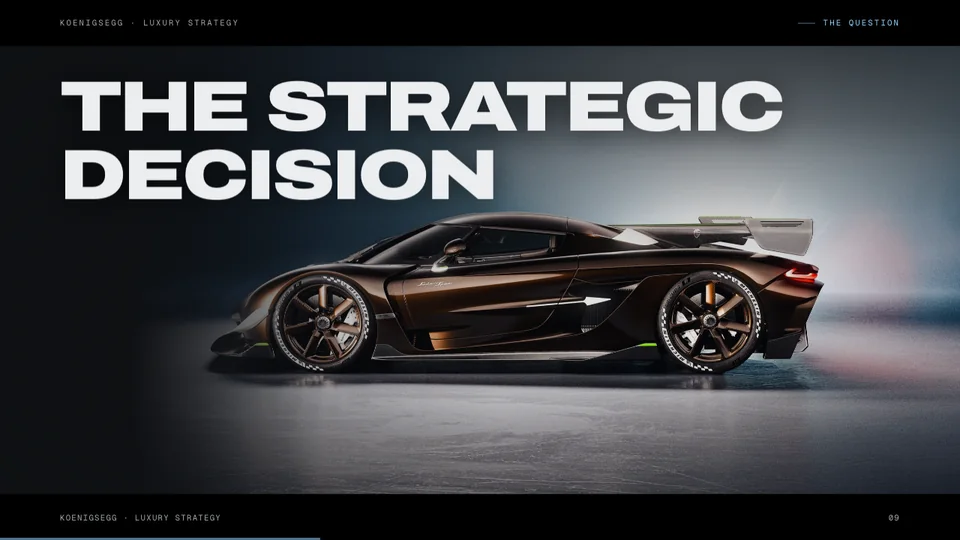 KOENIGSEGG · LUXURY STRATEGY
THE QUESTION
THE STRATEGIC
DECISION
KOENIGSEGG · LUXURY STRATEGY
09